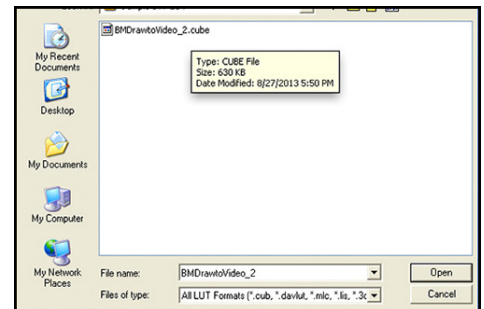 BMDrawtoVideo_2.cube
My Recent
Documents
Type: CUBE File
Size: 630 KB
Date Modified: 8/27/2013 5:50 PM
Desktop
My Documents
My Computer
My Network
Places
File name:
BMDrawtoVideo_2
Open
Files of type:
All LUT Formats (*.cub, *.davlut, *.mlc, *.lis, *.3c
Cancel